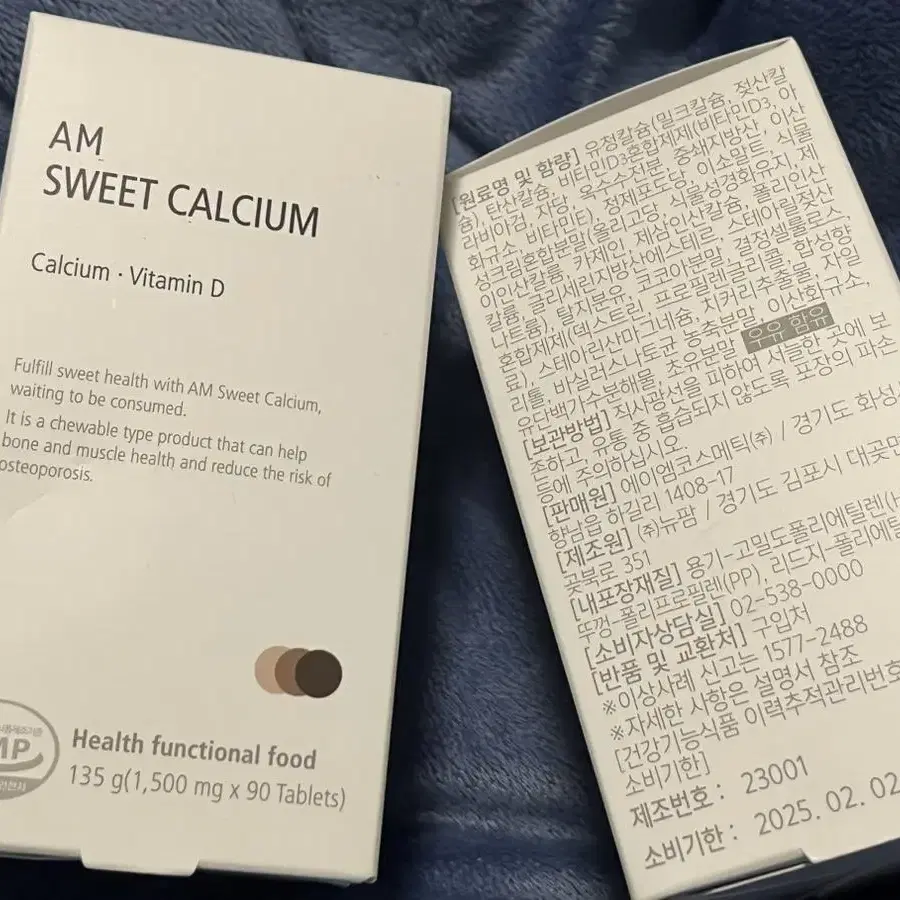 AM
SWEET CALCIUM
Calcium · Vitamin D
Fulfill sweet health with AM Sweet Calcium,
waiting to be consumed.
It is a chewable type product that can help
bone and muscle health and reduce the risk of
osteoporosis.
MP
Health functional food
135 g(1,500 mg x 90 Tablets)
[원료명 및 함량] 유청칼슘(밀크칼슘, 젖산칼
슘), 탄산칼슘, 비타민D3혼합제제(비타민D3, 아
라비아검, 자당, 옥수수전분, 중쇄지방산, 이산
화규소, 비타민E), 정제포도당, 이소말트, 식물
성크림혼합분말(올리고당, 식물성경화유지, 제
이인산칼륨, 카제인, 제삼인산칼슘, 폴리인산
칼륨, 글리세린지방산에스테르, 스테아릴젖산
나트륨), 탈지분유, 코코아분말, 결정셀룰로스,
혼합제제(덱스트린, 프로필렌글리콜, 합성향
료), 스테아린산마그네슘, 치커리추출물, 자일
리톨, 바실러스나토균 농축분말, 이산화규소,
유단백가수분해물, 초유분말 우유 함유
[보관방법] 직사광선을 피하여 서늘한 곳에 보
존하고, 유통 중 흡습되지 않도록 포장의 파손
등에 주의하십시오.
[판매원] 에이엠코스메틱(주) / 경기도 화성시
향남읍 하길리 1408-17
[제조원] (주)뉴팜 / 경기도 김포시 대곶면
곶북로 351
[내포장재질] 용기-고밀도폴리에틸렌
뚜껑-폴리프로필렌(PP), 리드지-폴리에틸
[소비자상담실] 02-538-0000
[반품 및 교환처] 구입처
※이상사례 신고는 1577-2488
※자세한 사항은 설명서 참조
[건강기능식품 이력추적관리번호
소비기한]
제조번호 : 23001
소비기한 : 2025. 02. 02